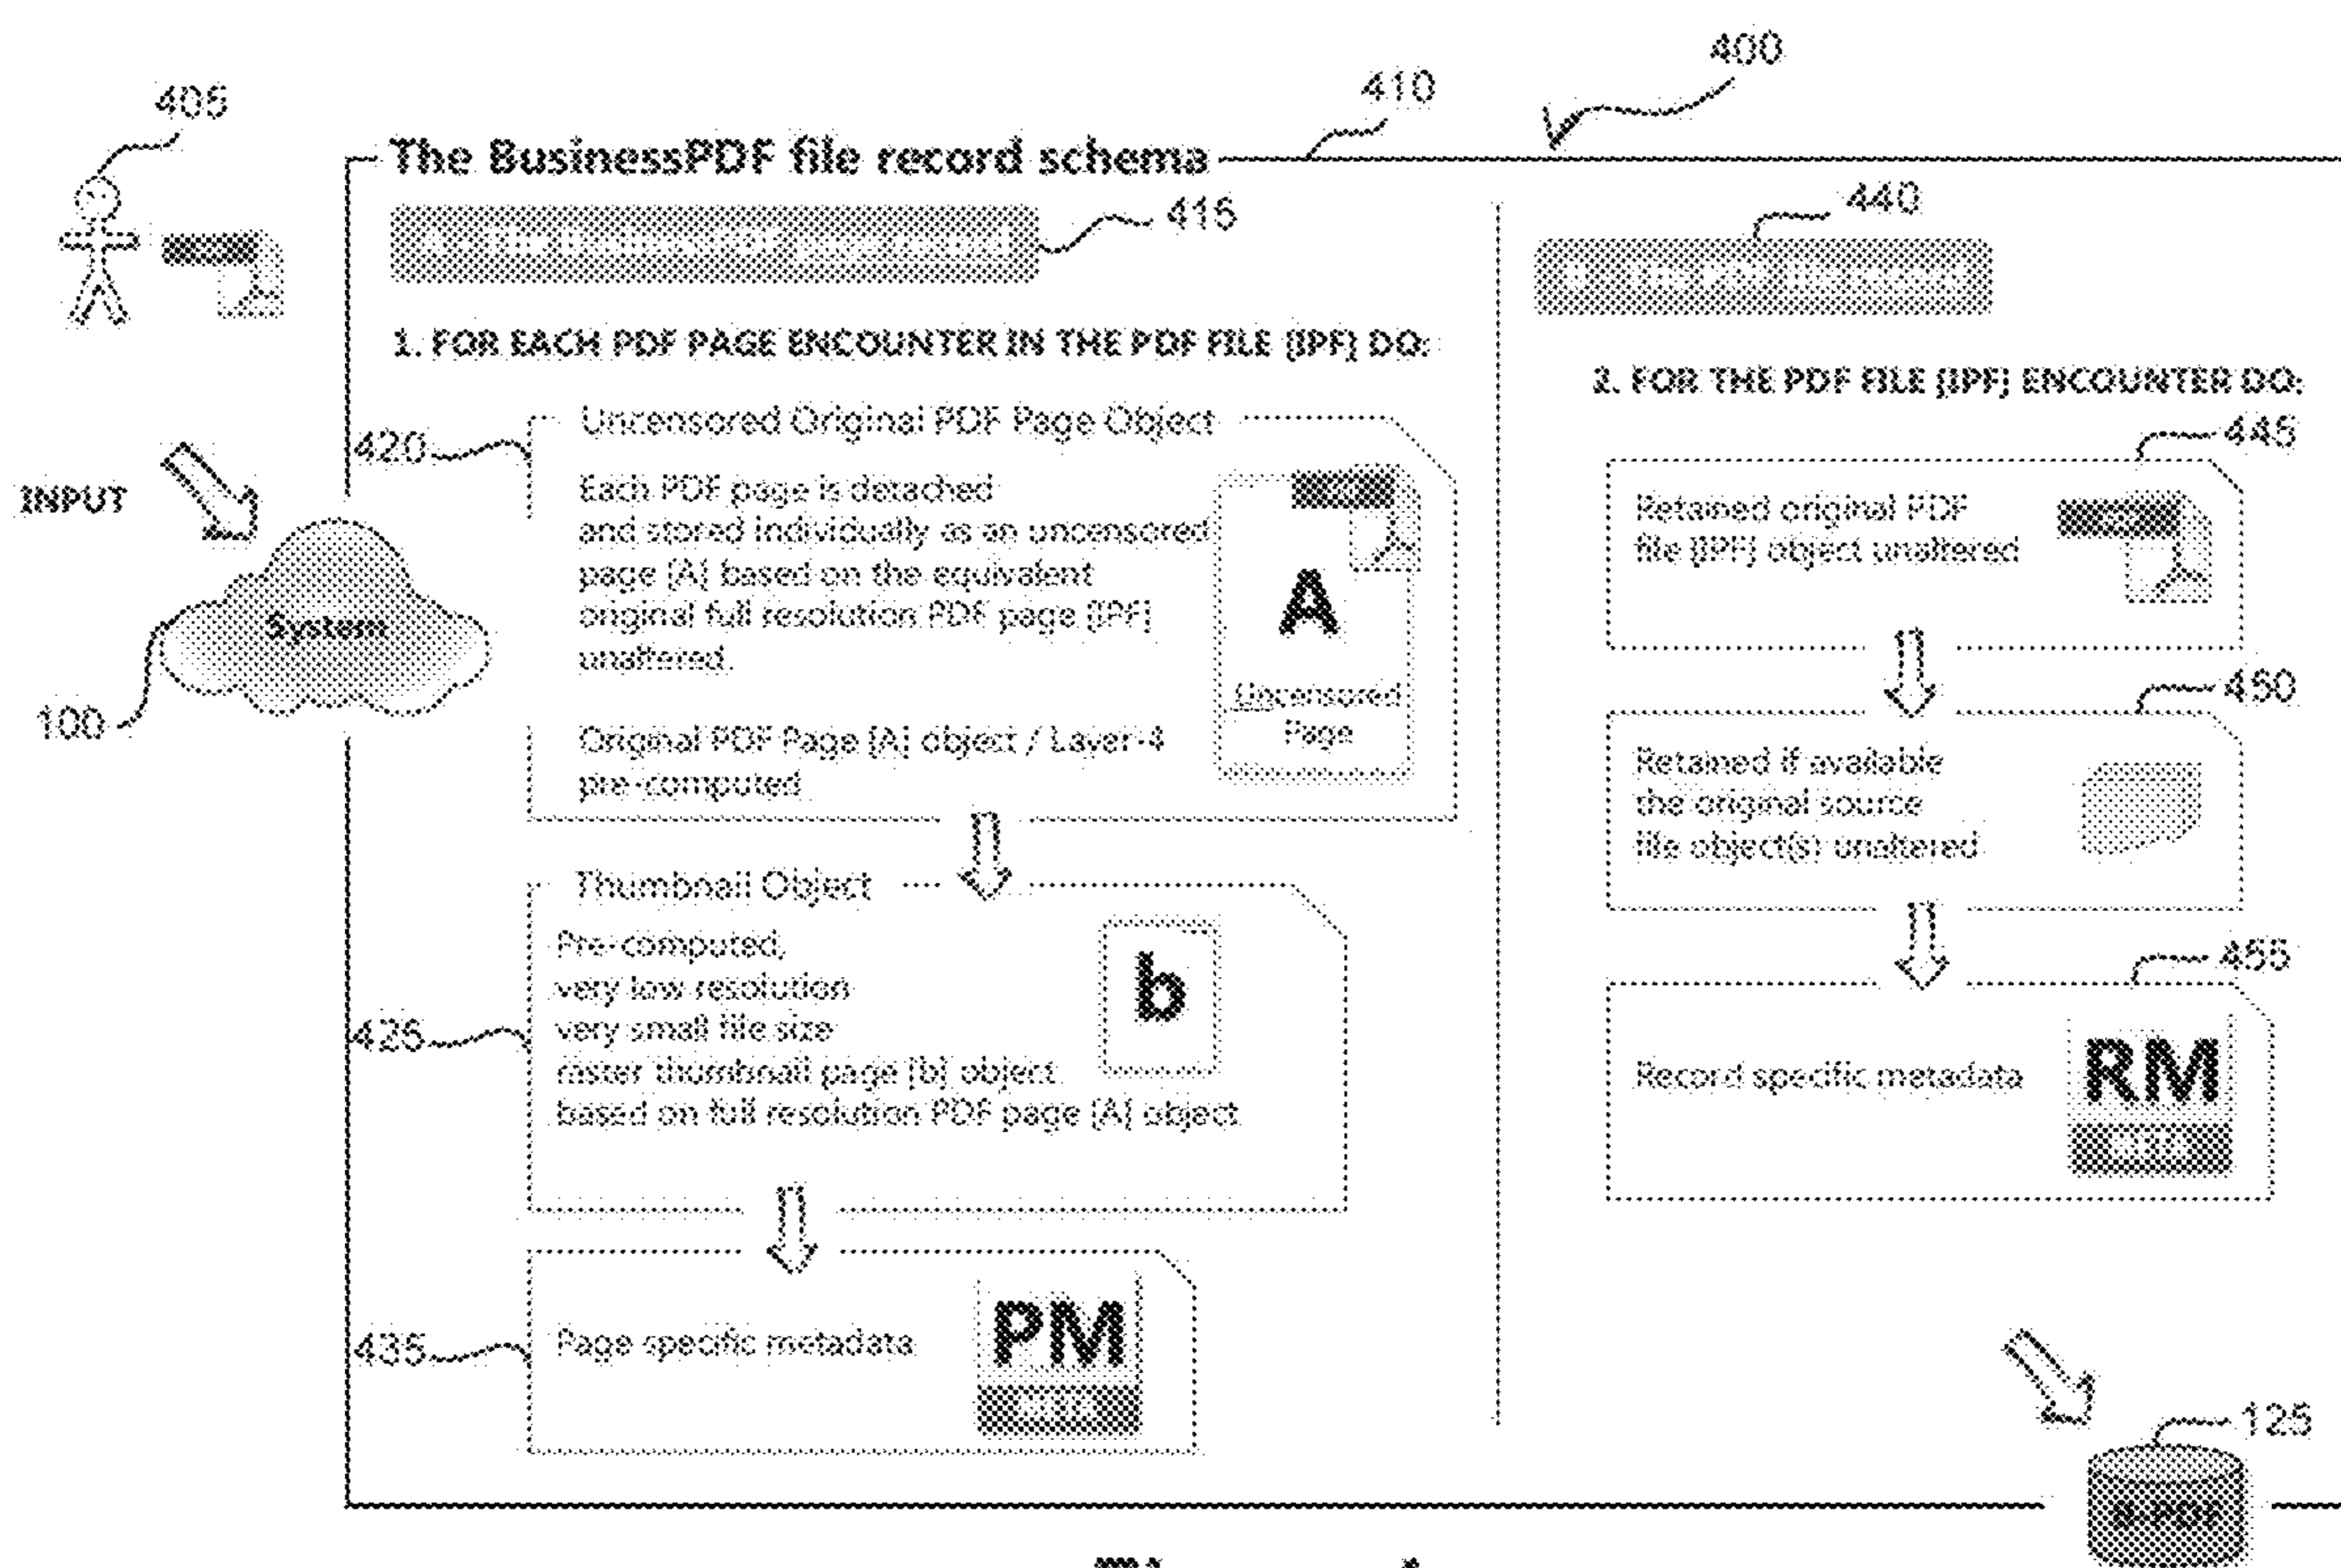 400
410
405
The BusinessPDF file record schema
415
440
1. FOR EACH PDF PAGE ENCOUNTER IN THE PDF FILE [IPF] DO:
2. FOR THE PDF FILE [IPF] ENCOUNTER DO:
420
Uncensored Original PDF Page Object
Each PDF page is detached
and stored individually as an uncensored
page [A] based on the equivalent
original full resolution PDF page [IPF]
unaltered.
Original PDF Page [A] object / Layer-4
pre-computed
A
Uncensored
Page
INPUT
System
100
445
Retained original PDF
file [IPF] object unaltered
450
Retained if available
the original source
file object(s) unaltered
425
Thumbnail Object
Pre-computed,
very low resolution
very small file size
raster thumbnail page [b] object
based on full resolution PDF page [A] object
b
455
Record specific metadata
RM
435
Page specific metadata
PM
125
B-PDF